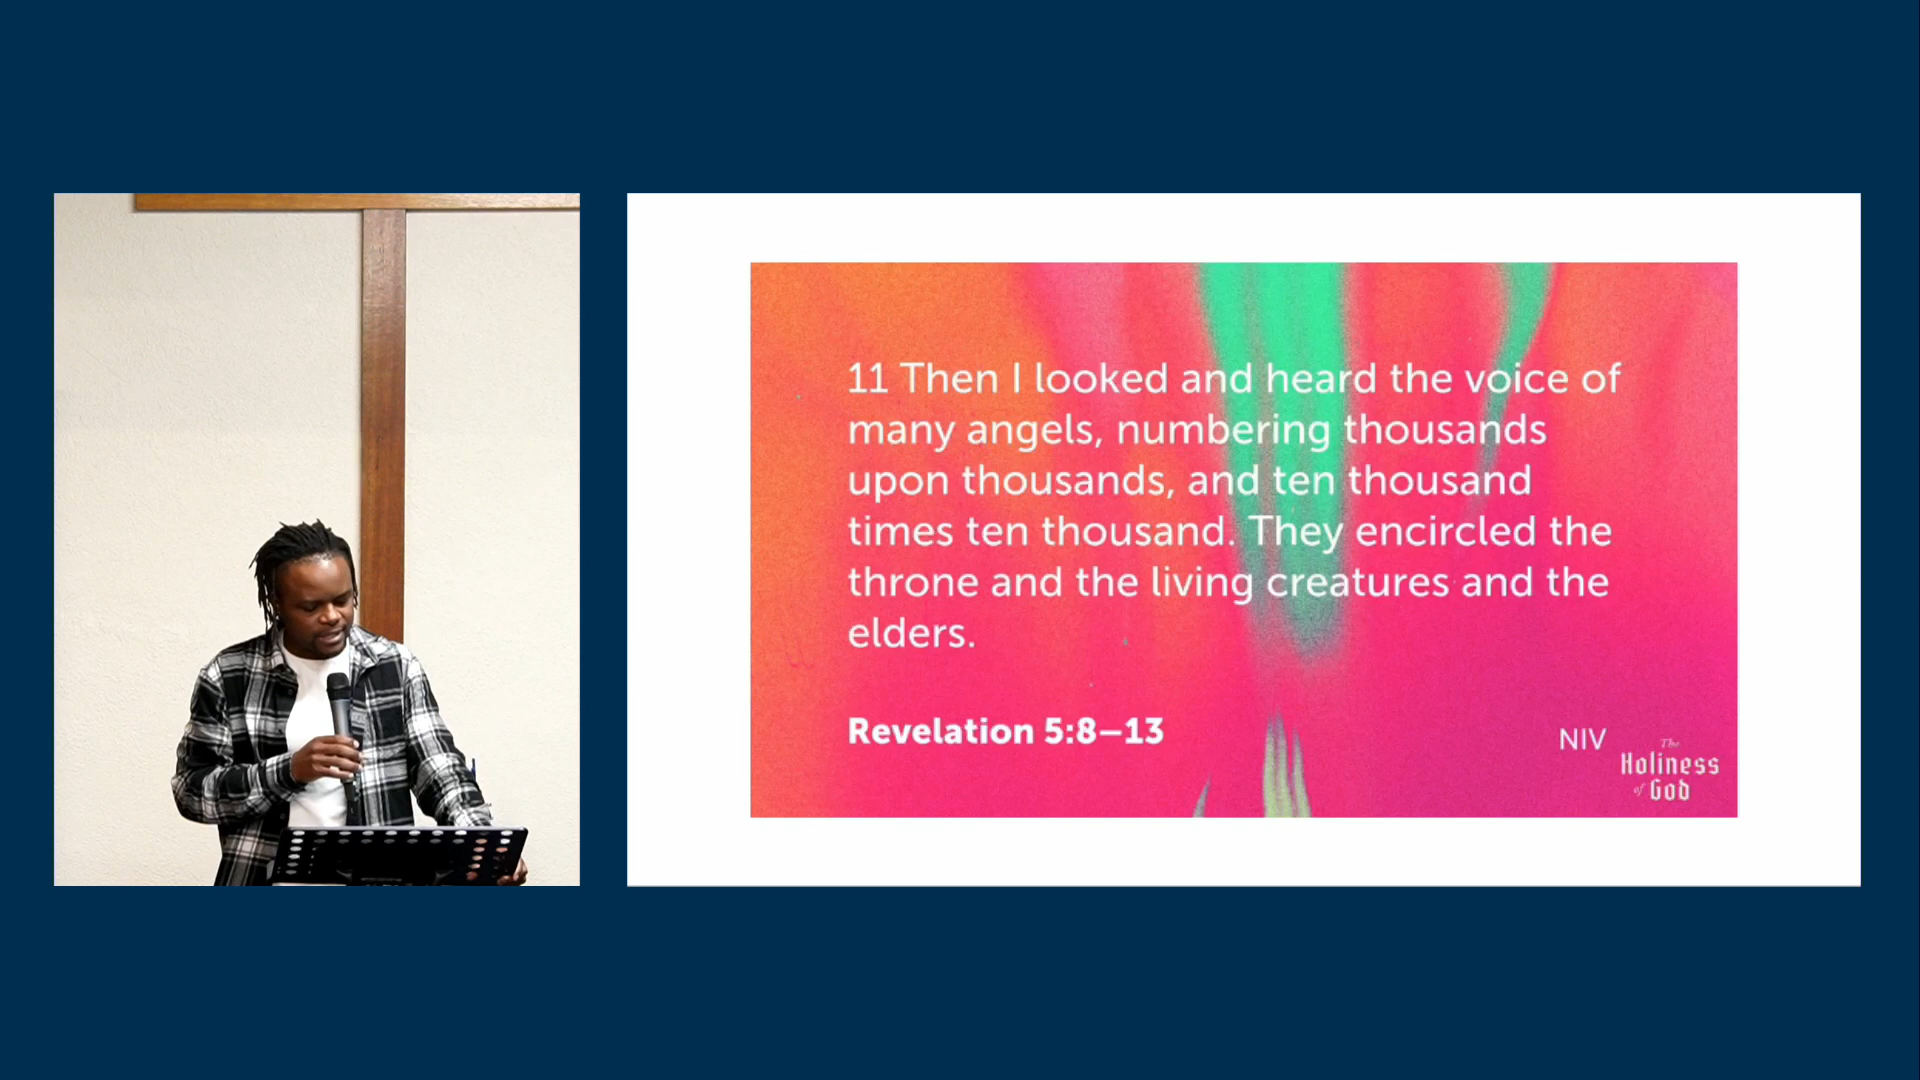 11 Then I looked and heard the voice of
many angels, numbering thousands
upon thousands, and ten thousand
times ten thousand. They encircled the
throne and the living creatures and the
elders.
Revelation 5:8–13
NIV
The
Holiness
of God